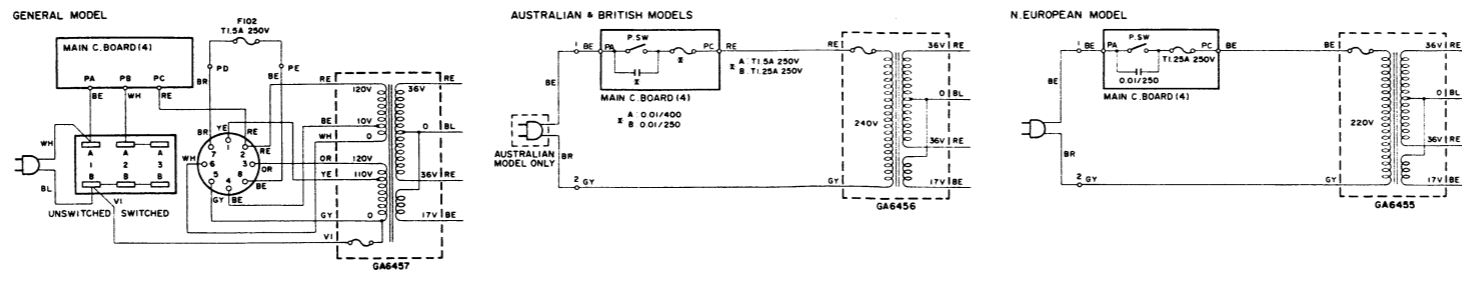 GENERAL MODEL
F102
T1.5A 250V
MAIN C.BOARD(4)
PA PB PC
BE WH RE
BR PD BE PE
RE 120V 36V RE
BE 10V
WH 0 0 BL
WH
A A A
1 2 3
B B B
BL
UNSWITCHED SWITCHED
VI
BR YE RE RE
7 1 2
WH 6 3 OR
5 4 8
GY BE BE
OR 120V
YE 110V 36V RE
GY 0 17V BE
VI
GA6457
AUSTRALIAN & BRITISH MODELS
1 BE PA P.SW PC RE
¤ A : T1.5A 250V
B : T1.25A 250V
MAIN C.BOARD(4)
¤ A : 0.01/400
B : 0.01/250
BE
AUSTRALIAN
MODEL ONLY
BR
2 GY
RE 36V RE
0 BL
240V
36V RE
GY 17V BE
GA6456
N.EUROPEAN MODEL
1 BE PA P.SW PC BE
T1.25A 250V
0.01/250
MAIN C.BOARD(4)
BE
BR
2 GY
BE 36V RE
0 BL
220V
36V RE
GY 17V BE
GA6455